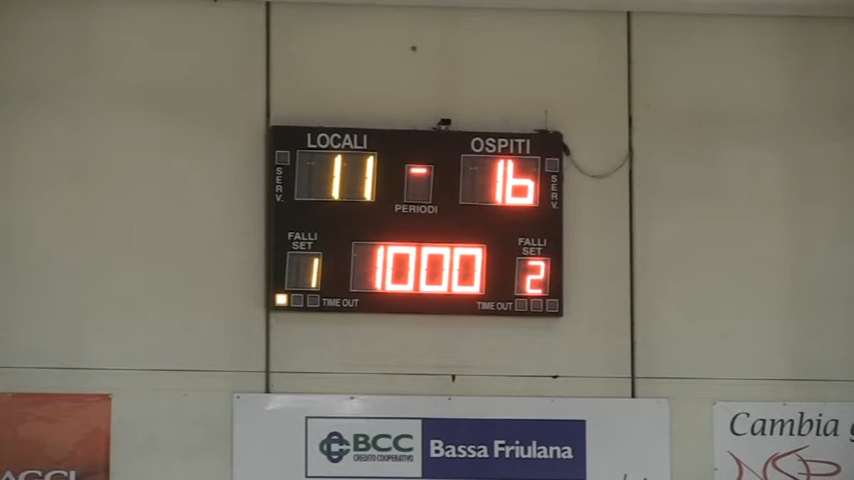 LOCALI OSPITI
11 - 16
SERV. PERIODI SERV.
FALLI SET FALLI SET
1 1000 2
TIME OUT TIME OUT
BCC Bassa Friulana
CREDITO COOPERATIVO
Cambia